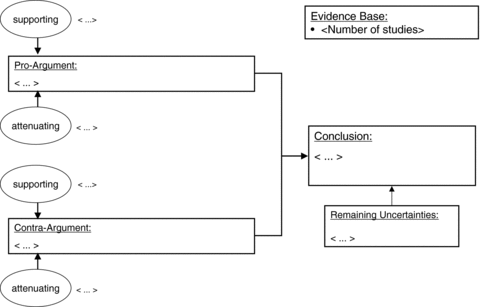 supporting < ...>
Evidence Base:
• <Number of studies>
Pro-Argument:
< ... >
attenuating < ... >
Conclusion:
< ... >
supporting < ...>
Remaining Uncertainties:
< ... >
Contra-Argument:
< ... >
attenuating < ... >